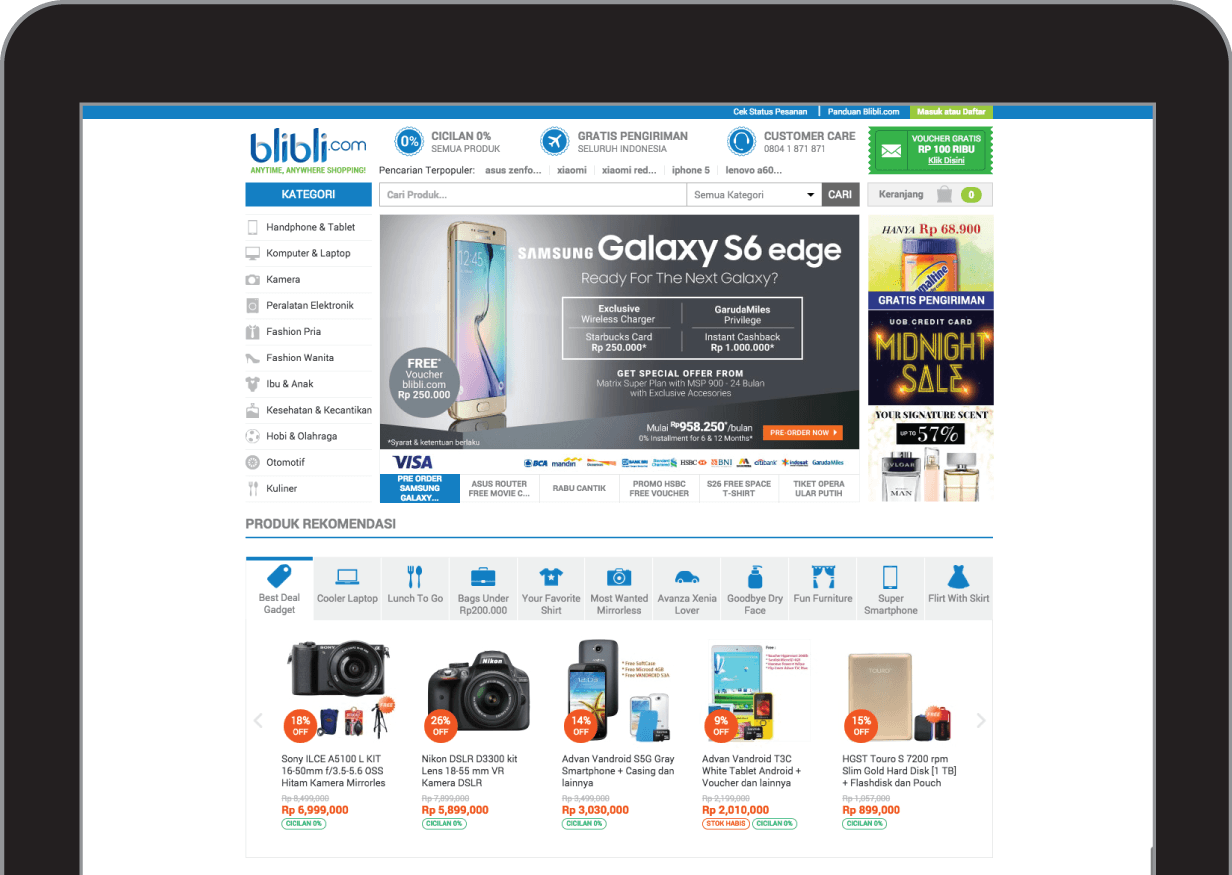 Cek Status Pesanan
Panduan Blibli.com
Masuk atau Daftar
blibli.com
ANYTIME, ANYWHERE SHOPPING!
0%
CICILAN 0%
SEMUA PRODUK
GRATIS PENGIRIMAN
SELURUH INDONESIA
CUSTOMER CARE
0804 1 871 871
VOUCHER GRATIS
RP 100 RIBU
Klik Disini
Pencarian Terpopuler: asus zenfo... xiaomi xiaomi red... iphone 5 lenovo a60...
KATEGORI
Cari Produk...
Semua Kategori
CARI
Keranjang
0
Handphone & Tablet
Komputer & Laptop
Kamera
Peralatan Elektronik
Fashion Pria
Fashion Wanita
Ibu & Anak
Kesehatan & Kecantikan
Hobi & Olahraga
Otomotif
Kuliner
SAMSUNG Galaxy S6 edge
Ready For The Next Galaxy?
12:45
Exclusive
Wireless Charger
GarudaMiles
Privilege
Starbucks Card
Rp 250.000*
Instant Cashback
Rp 1.000.000*
FREE*
Voucher
blibli.com
Rp 250.000
GET SPECIAL OFFER FROM
Matrix Super Plan with MSP 900 - 24 Bulan
with Exclusive Accesories
Mulai Rp958.250*/bulan
0% Installment for 6 & 12 Months*
PRE-ORDER NOW
*Syarat & ketentuan berlaku
VISA
BCA
mandiri
HSBC
BNI
citibank
indosat
GarudaMiles
PRE ORDER
SAMSUNG
GALAXY...
ASUS ROUTER
FREE MOVIE C...
RABU CANTIK
PROMO HSBC
FREE VOUCHER
S26 FREE SPACE
T-SHIRT
TIKET OPERA
ULAR PUTIH
HANYA Rp 68.900
GRATIS PENGIRIMAN
UOB CREDIT CARD
MIDNIGHT
SALE
YOUR SIGNATURE SCENT
UP TO 57%
BVLGARI
MAN
PRODUK REKOMENDASI
Best Deal
Gadget
Cooler Laptop
Lunch To Go
Bags Under
Rp200.000
Your Favorite
Shirt
Most Wanted
Mirrorless
Avanza Xenia
Lover
Goodbye Dry
Face
Fun Furniture
Super
Smartphone
Flirt With Skirt
SONY
FREE
18%
OFF
Sony ILCE A5100 L KIT
16-50mm f/3.5-5.6 OSS
Hitam Kamera Mirrorles
Rp 8,499,000
Rp 6,999,000
CICILAN 0%
Nikon
26%
OFF
Nikon DSLR D3300 kit
Lens 18-55 mm VR
Kamera DSLR
Rp 7,899,000
Rp 5,899,000
CICILAN 0%
* Free SoftCase
* Free Microsd 4GB
* Free VANDROID S3A
14%
OFF
Advan Vandroid S5G Gray
Smartphone + Casing dan
lainnya
Rp 3,499,000
Rp 3,030,000
CICILAN 0%
Free :
9%
OFF
Advan Vandroid T3C
White Tablet Android +
Voucher dan lainnya
Rp 2,199,000
Rp 2,010,000
STOK HABIS
CICILAN 0%
TOURO
FREE
15%
OFF
HGST Touro S 7200 rpm
Slim Gold Hard Disk [1 TB]
+ Flashdisk dan Pouch
Rp 1,057,000
Rp 899,000
CICILAN 0%